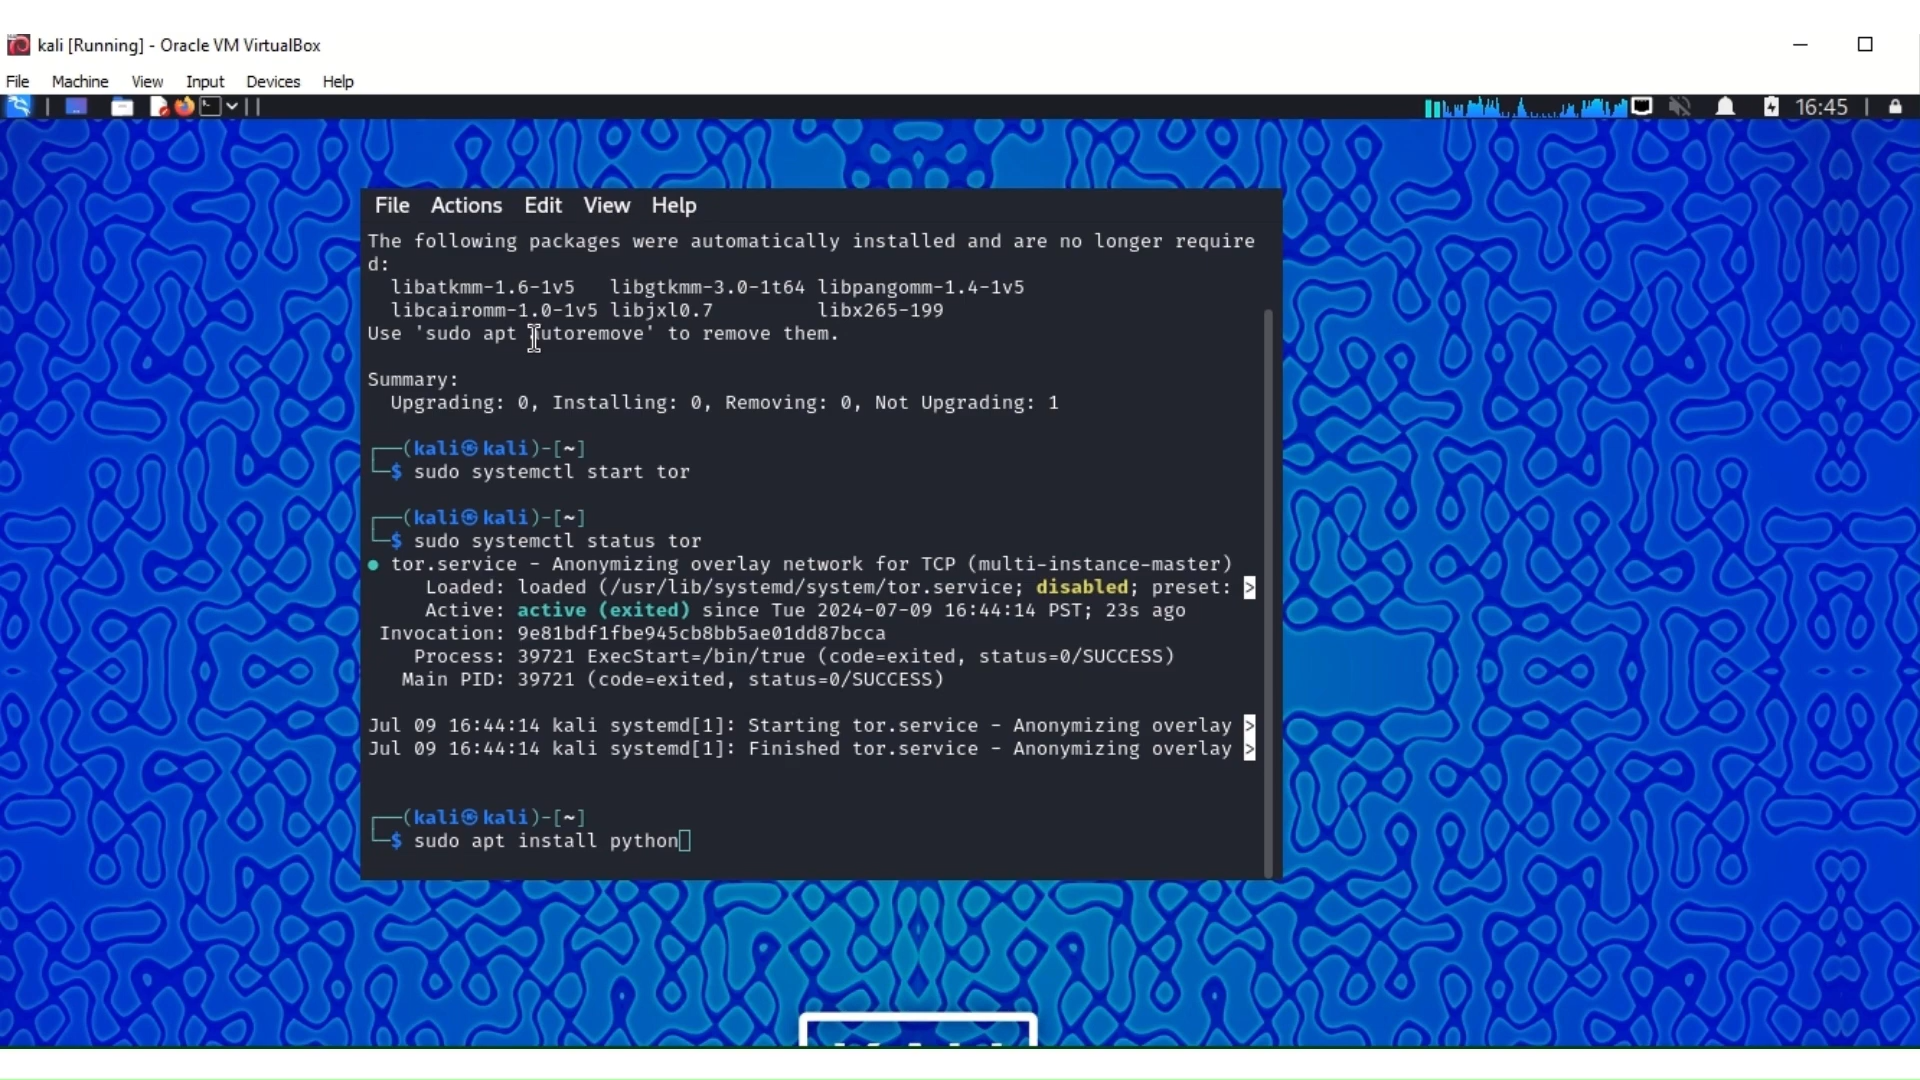 kali [Running] - Oracle VM VirtualBox
File Machine View Input Devices Help
16:45
File Actions Edit View Help
The following packages were automatically installed and are no longer require
d:
libatkmm-1.6-1v5 libgtkmm-3.0-1t64 libpangomm-1.4-1v5
libcairomm-1.0-1v5 libjxl0.7 libx265-199
Use 'sudo apt autoremove' to remove them.
Summary:
Upgrading: 0, Installing: 0, Removing: 0, Not Upgrading: 1
┌──(kali㉿kali)-[~]
└─$ sudo systemctl start tor
┌──(kali㉿kali)-[~]
└─$ sudo systemctl status tor
● tor.service - Anonymizing overlay network for TCP (multi-instance-master)
Loaded: loaded (/usr/lib/systemd/system/tor.service; disabled; preset: >
Active: active (exited) since Tue 2024-07-09 16:44:14 PST; 23s ago
Invocation: 9e81bdf1fbe945cb8bb5ae01dd87bcca
Process: 39721 ExecStart=/bin/true (code=exited, status=0/SUCCESS)
Main PID: 39721 (code=exited, status=0/SUCCESS)
Jul 09 16:44:14 kali systemd[1]: Starting tor.service - Anonymizing overlay >
Jul 09 16:44:14 kali systemd[1]: Finished tor.service - Anonymizing overlay >
┌──(kali㉿kali)-[~]
└─$ sudo apt install python